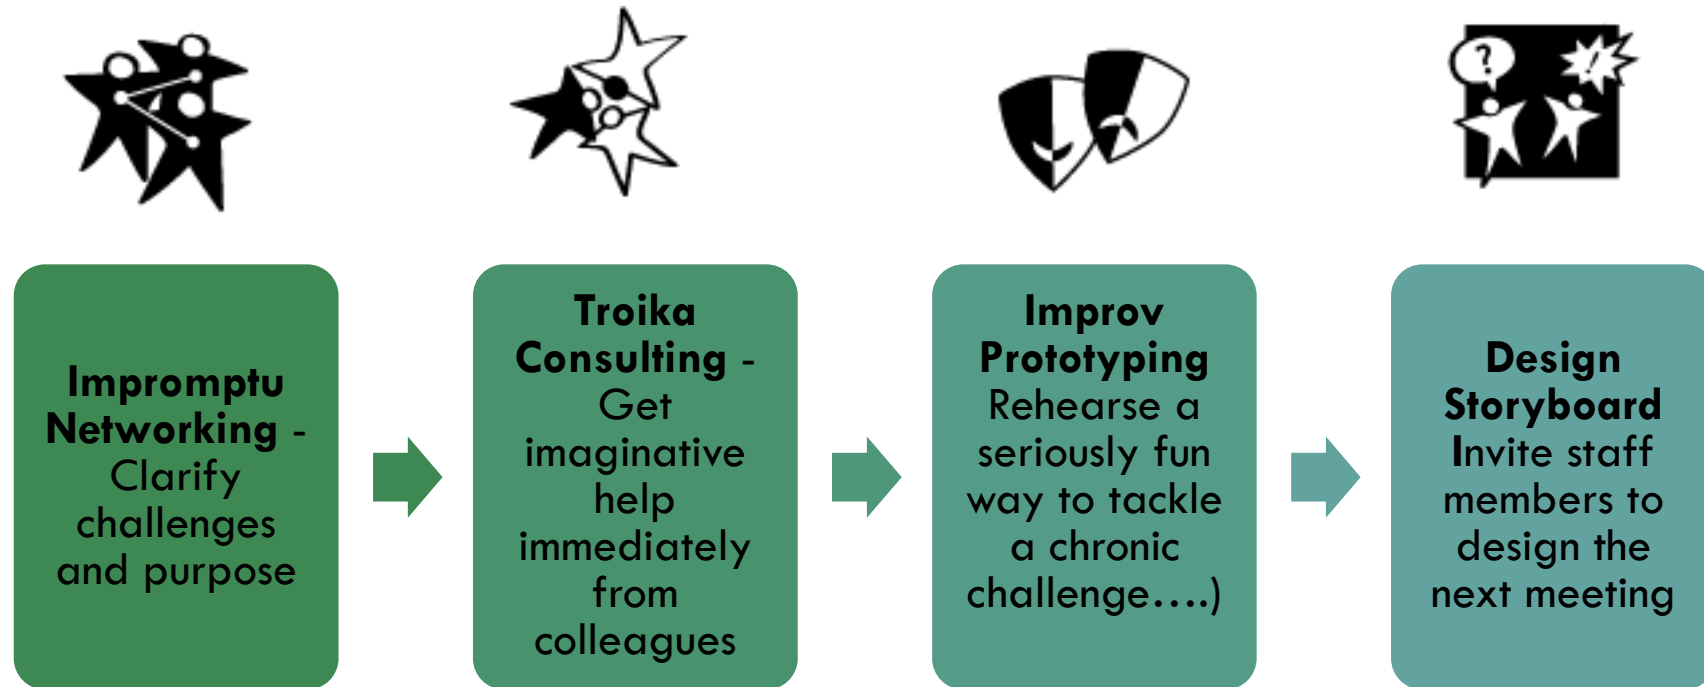 ?
!
Impromptu
Networking -
Clarify
challenges
and purpose
Troika
Consulting -
Get
imaginative
help
immediately
from
colleagues
Improv
Prototyping
Rehearse a
seriously fun
way to tackle
a chronic
challenge....)
Design
Storyboard
Invite staff
members to
design the
next meeting